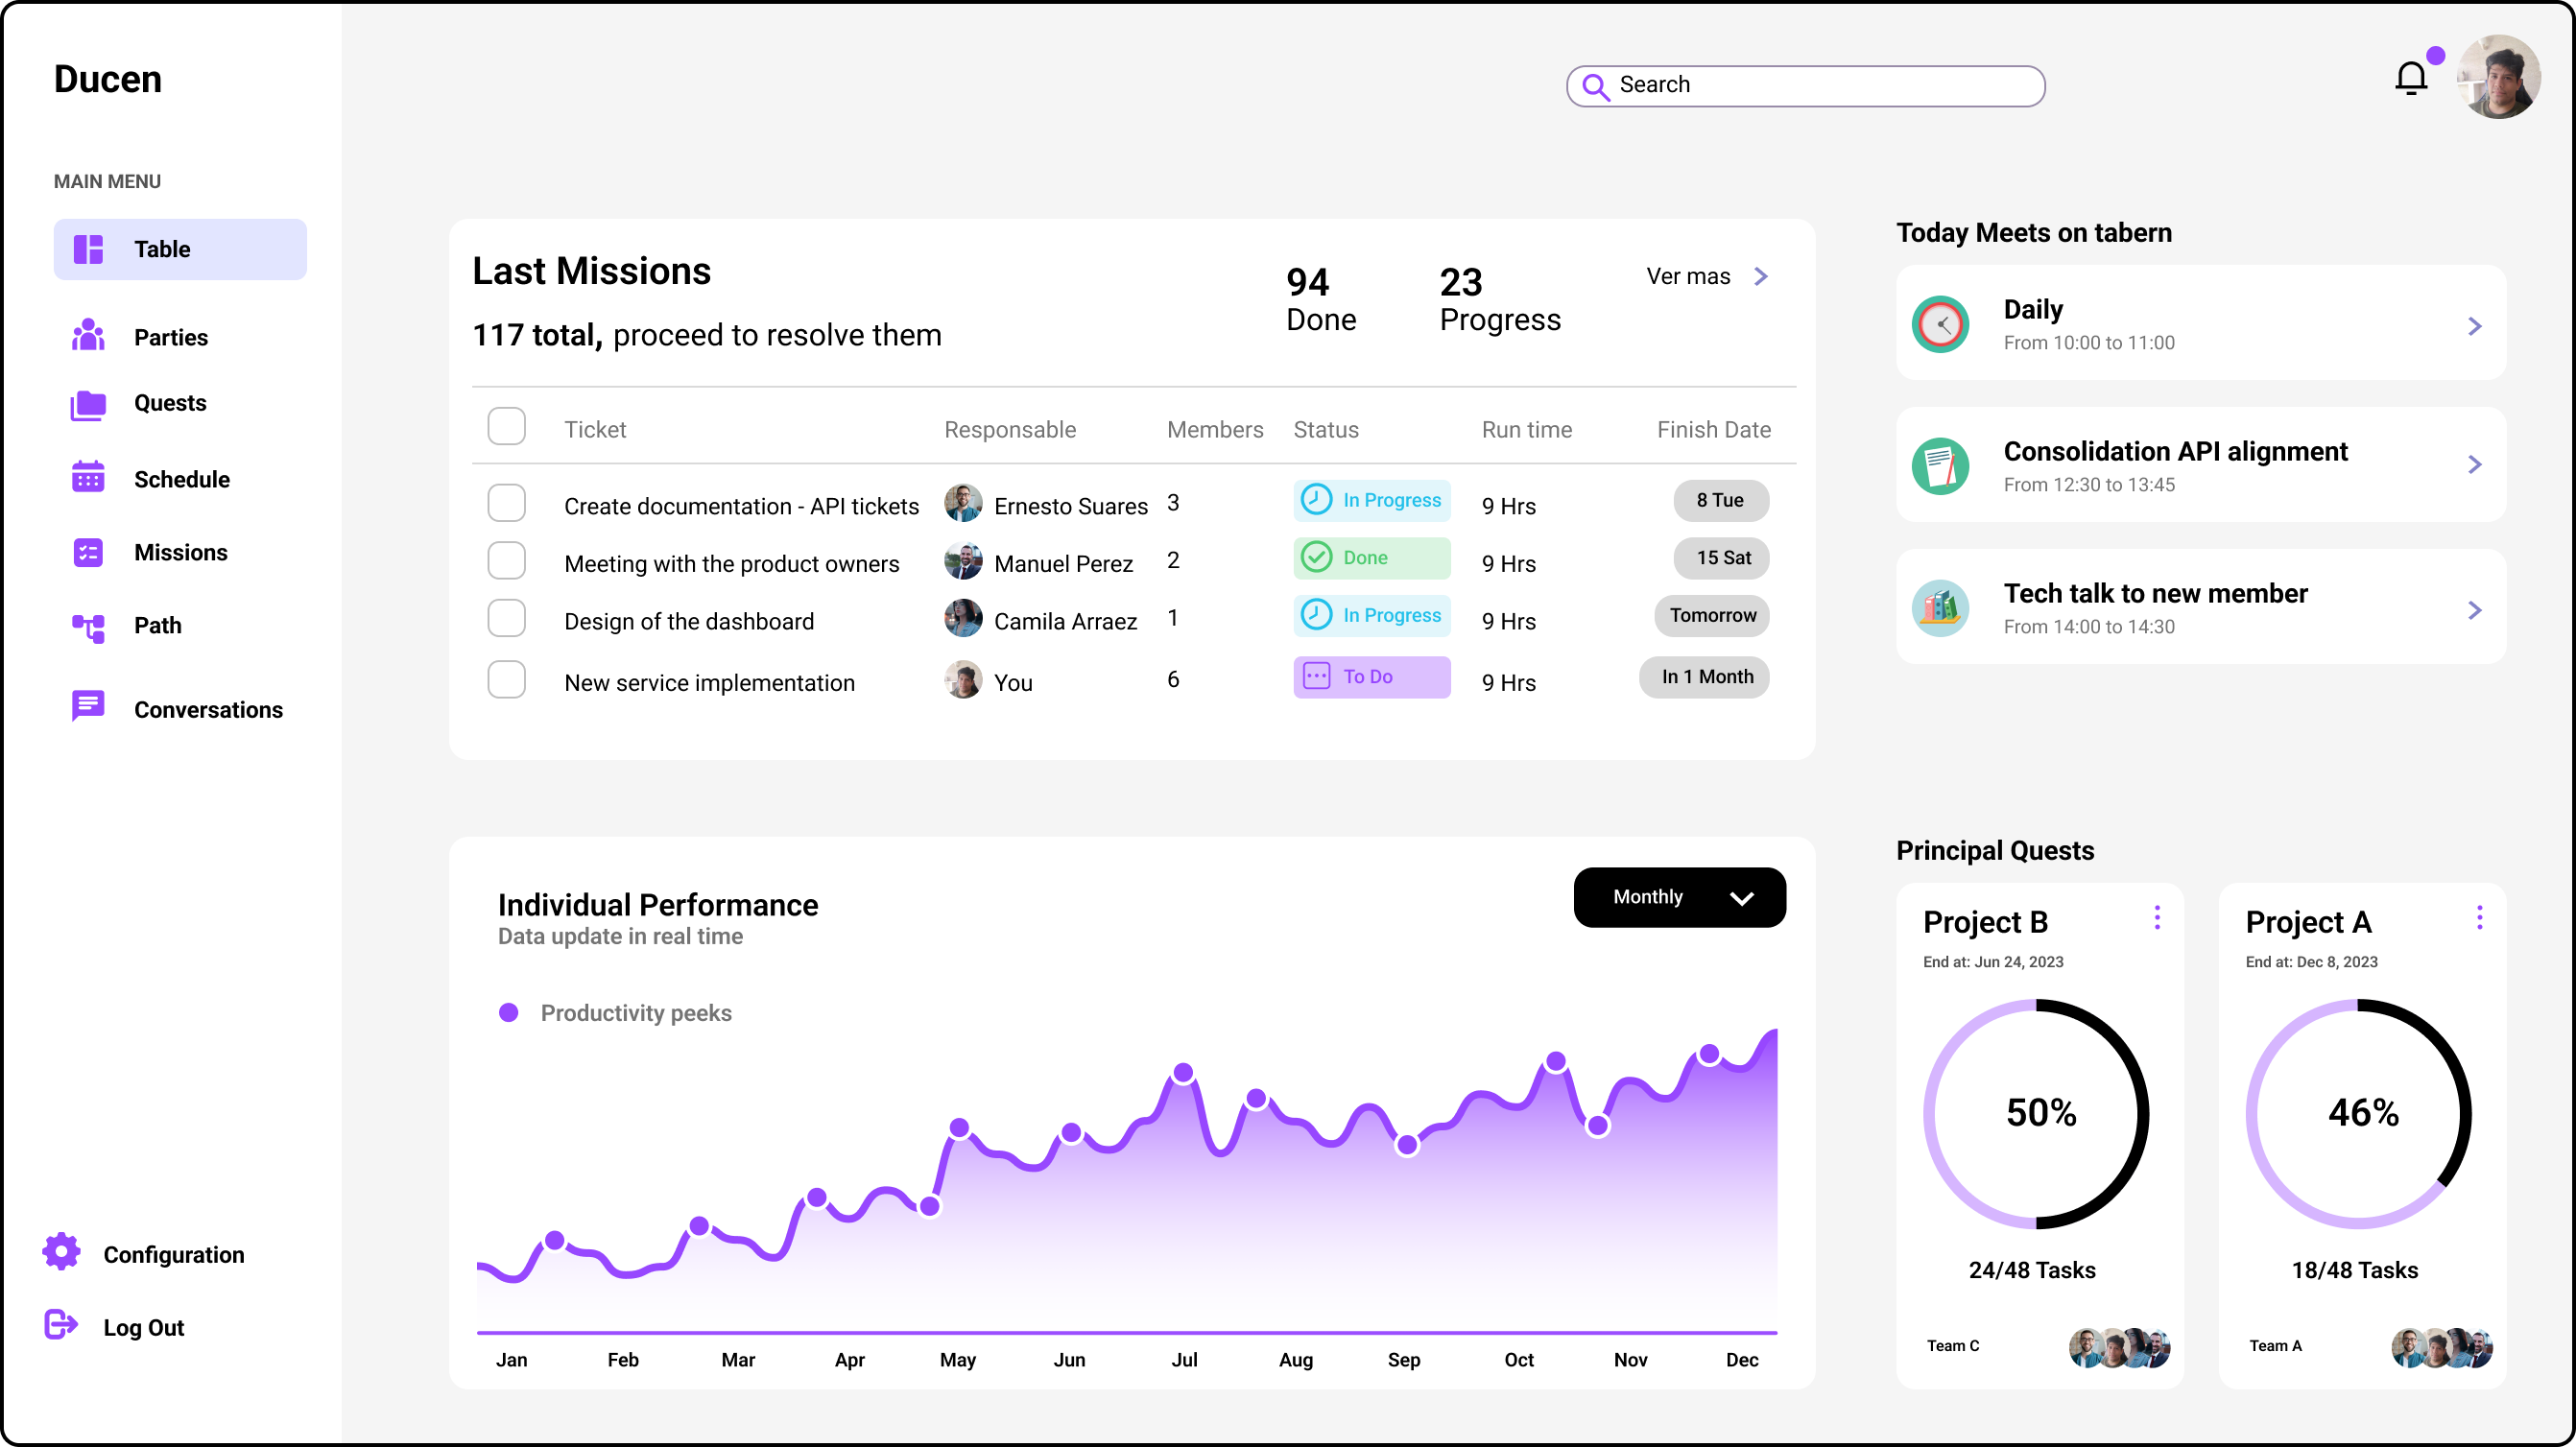 Ducen
Search
MAIN MENU
Table
Parties
Quests
Schedule
Missions
Path
Conversations
Configuration
Log Out
Last Missions
117 total, proceed to resolve them
94
Done
23
Progress
Ver mas
Ticket Responsable Members Status Run time Finish Date
Create documentation - API tickets Ernesto Suares 3 In Progress 9 Hrs 8 Tue
Meeting with the product owners Manuel Perez 2 Done 9 Hrs 15 Sat
Design of the dashboard Camila Arraez 1 In Progress 9 Hrs Tomorrow
New service implementation You 6 To Do 9 Hrs In 1 Month
Today Meets on tabern
Daily
From 10:00 to 11:00
Consolidation API alignment
From 12:30 to 13:45
Tech talk to new member
From 14:00 to 14:30
Individual Performance
Data update in real time
Monthly
Productivity peeks
Jan Feb Mar Apr May Jun Jul Aug Sep Oct Nov Dec
Principal Quests
Project B
End at: Jun 24, 2023
50%
24/48 Tasks
Team C
Project A
End at: Dec 8, 2023
46%
18/48 Tasks
Team A